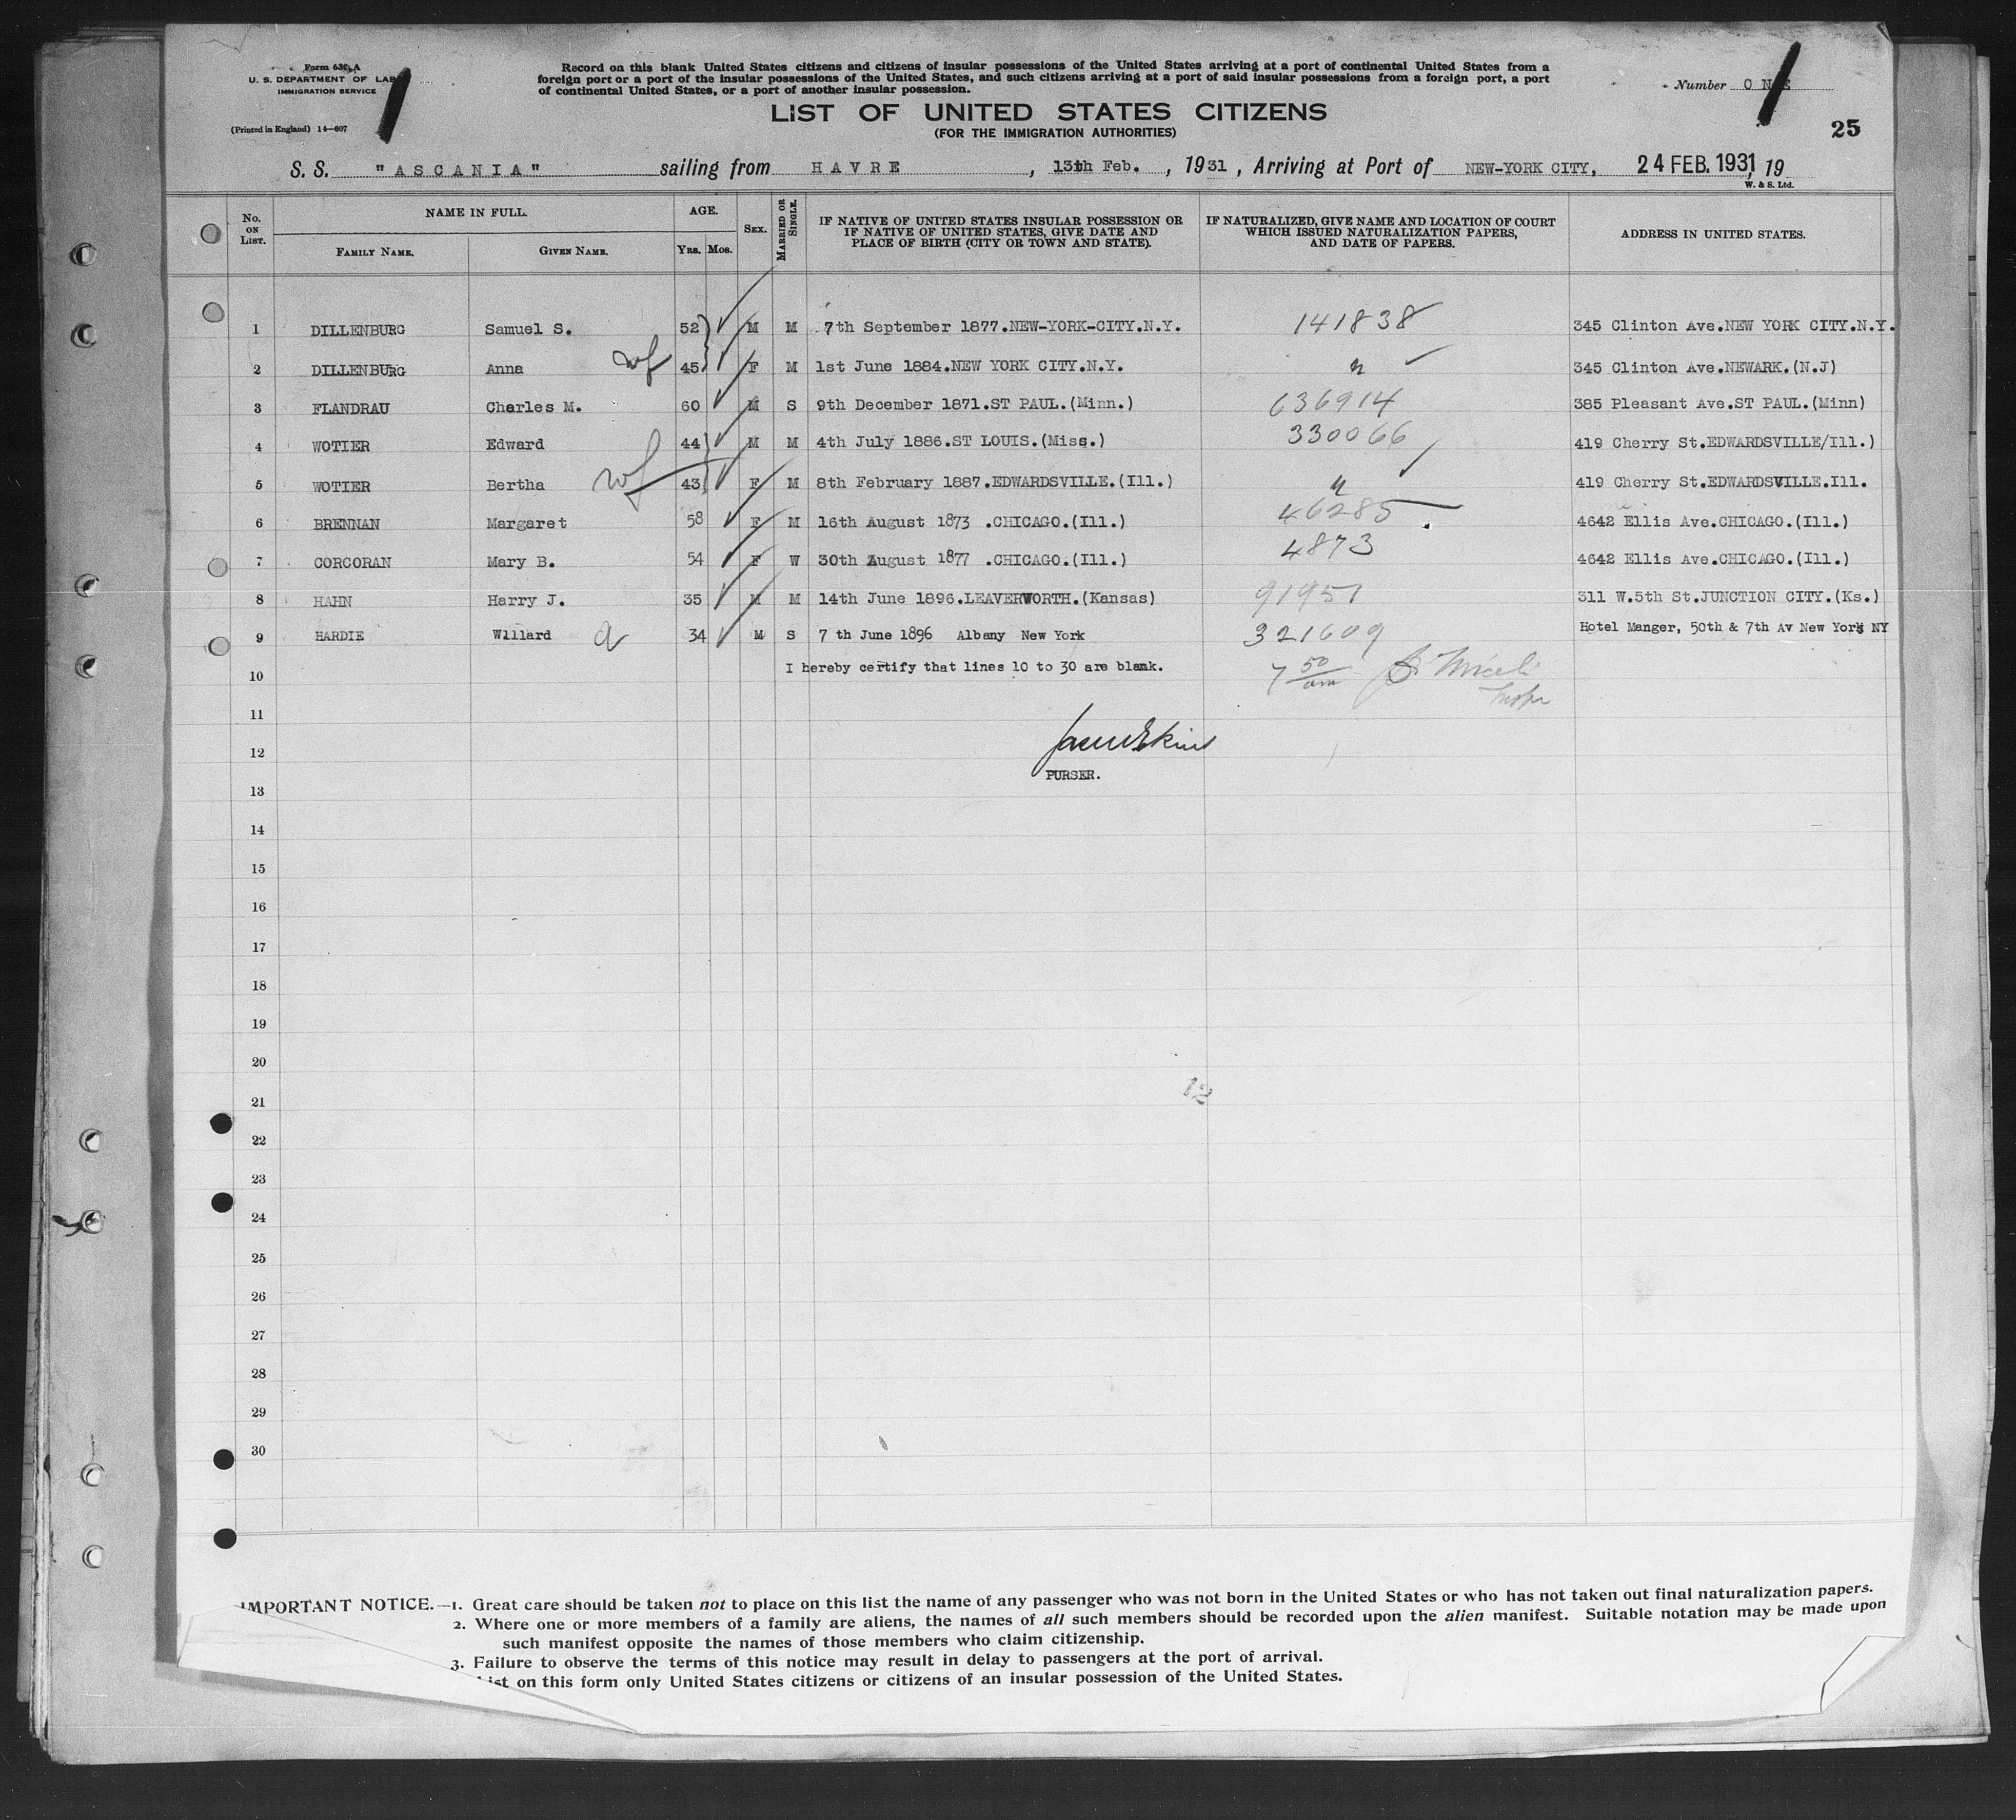 Form 630 A
U. S. DEPARTMENT OF LAB
IMMIGRATION SERVICE
(Printed in England) 14—607
Record on this blank United States citizens and citizens of insular possessions of the United States arriving at a port of continental United States from a
foreign port or a port of the insular possessions of the United States, and such citizens arriving at a port of said insular possessions from a foreign port, a port
of continental United States, or a port of another insular possession.
Number ONE
LIST OF UNITED STATES CITIZENS
(FOR THE IMMIGRATION AUTHORITIES)
25
S. S. "ASCANIA" sailing from HAVRE, 13th Feb., 1931, Arriving at Port of NEW-YORK CITY, 24 FEB. 1931, 19
W. & S. Ltd.
No. ON LIST. NAME IN FULL. FAMILY NAME. GIVEN NAME. AGE. YRS. MOS. SEX. MARRIED OR SINGLE. IF NATIVE OF UNITED STATES INSULAR POSSESSION OR IF NATIVE OF UNITED STATES, GIVE DATE AND PLACE OF BIRTH (CITY OR TOWN AND STATE). IF NATURALIZED, GIVE NAME AND LOCATION OF COURT WHICH ISSUED NATURALIZATION PAPERS, AND DATE OF PAPERS. ADDRESS IN UNITED STATES.
1 DILLENBURG Samuel S. 52 M M 7th September 1877.NEW-YORK-CITY.N.Y. 141838 345 Clinton Ave.NEW YORK CITY.N.Y.
2 DILLENBURG Anna wf 45 F M 1st June 1884.NEW YORK CITY.N.Y. " 345 Clinton Ave.NEWARK.(N.J)
3 FLANDRAU Charles M. 60 M S 9th December 1871.ST PAUL.(Minn.) 636914 385 Pleasant Ave.ST PAUL.(Minn)
4 WOTIER Edward 44 M M 4th July 1886.ST LOUIS.(Miss.) 330066 419 Cherry St.EDWARDSVILLE/Ill.)
5 WOTIER Bertha wf 43 F M 8th February 1887.EDWARDSVILLE.(Ill.) " 419 Cherry St.EDWARDSVILLE.Ill.
6 BRENNAN Margaret 58 F M 16th August 1873 .CHICAGO.(Ill.) 46285 4642 Ellis Ave.CHICAGO.(Ill.)
7 CORCORAN Mary B. 54 F W 30th August 1877 .CHICAGO.(Ill.) 4873 4642 Ellis Ave.CHICAGO.(Ill.)
8 HAHN Harry J. 35 M M 14th June 1896.LEAVERWORTH.(Kansas) 91951 311 W.5th St.JUNCTION CITY.(Ks.)
9 HARDIE Willard a 34 M S 7 th June 1896 Albany New York 321609 Hotel Manger, 50th & 7th Av New York NY
10 I hereby certify that lines 10 to 30 are blank. 7 50 am
11
12
PURSER.
13
14
15
16
17
18
19
20
21
12
22
23
24
25
26
27
28
29
30
IMPORTANT NOTICE.—1. Great care should be taken not to place on this list the name of any passenger who was not born in the United States or who has not taken out final naturalization papers.
2. Where one or more members of a family are aliens, the names of all such members should be recorded upon the alien manifest. Suitable notation may be made upon
such manifest opposite the names of those members who claim citizenship.
3. Failure to observe the terms of this notice may result in delay to passengers at the port of arrival.
List on this form only United States citizens or citizens of an insular possession of the United States.